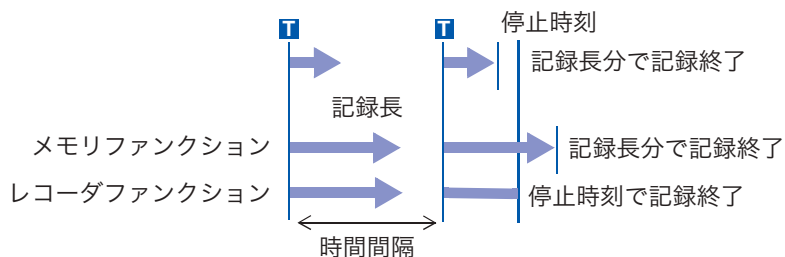 停止時刻
T
T
記録長分で記録終了
記録長
メモリファンクション
記録長分で記録終了
レコーダファンクション
停止時刻で記録終了
時間間隔